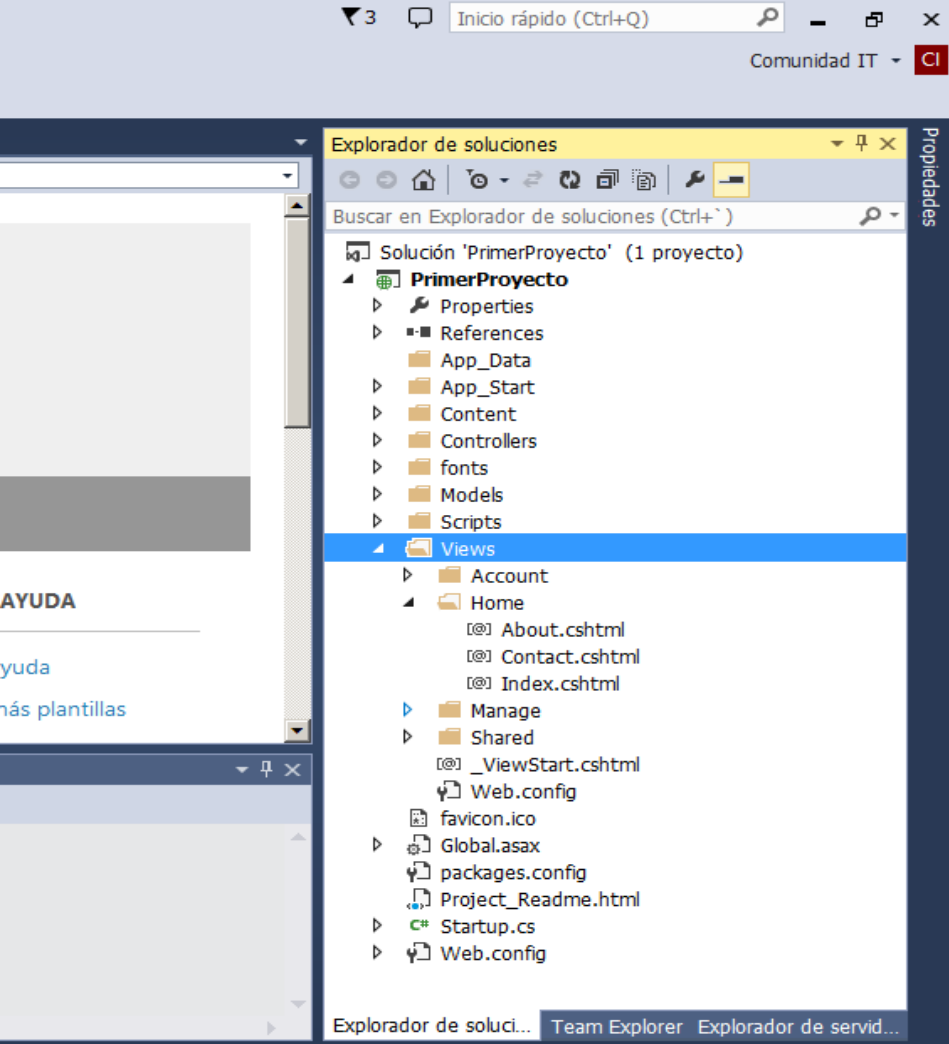 3 Inicio rápido (Ctrl+Q)
Comunidad IT CI
Explorador de soluciones
Propiedades
Buscar en Explorador de soluciones (Ctrl+`)
Solución 'PrimerProyecto' (1 proyecto)
PrimerProyecto
Properties
References
App_Data
App_Start
Content
Controllers
fonts
Models
Scripts
Views
Account
Home
[@] About.cshtml
[@] Contact.cshtml
[@] Index.cshtml
Manage
Shared
[@] _ViewStart.cshtml
Web.config
favicon.ico
Global.asax
packages.config
Project_Readme.html
C# Startup.cs
Web.config
AYUDA
yuda
nás plantillas
Explorador de soluci... Team Explorer Explorador de servid...